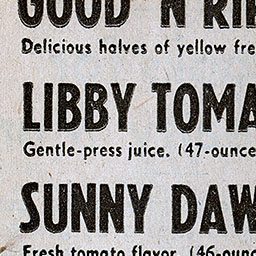 GOOD 'N RI
Delicious halves of yellow fre
LIBBY TOMA
Gentle-press juice. (47-ounce
SUNNY DAW
Fresh tomato flavor. (46-ounc